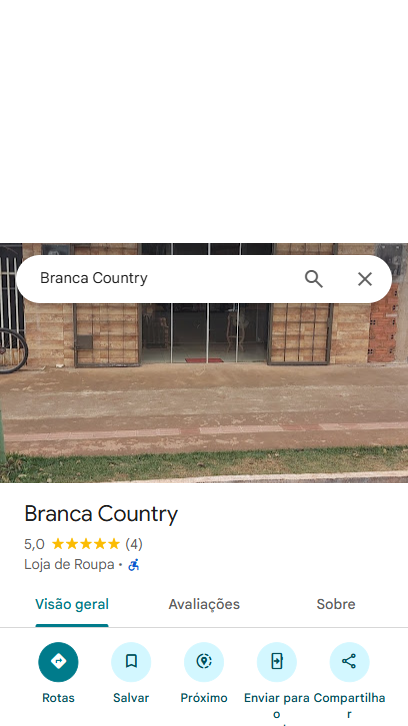 Branca Country
Branca Country
5,0 ★★★★★ (4)
Loja de Roupa ·
Visão geral Avaliações Sobre
Rotas Salvar Próximo Enviar para o Compartilhar